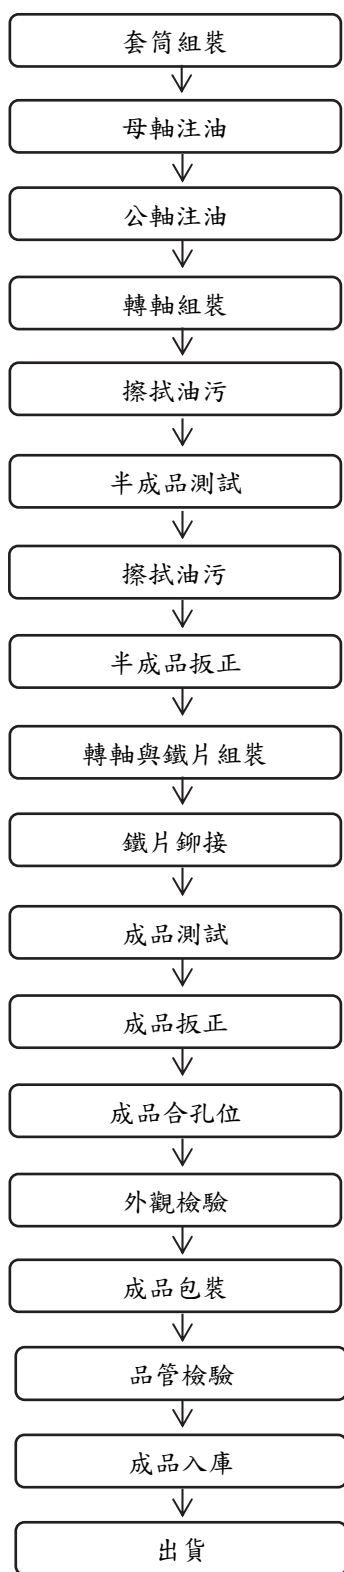 套筒組裝
母軸注油
公軸注油
轉軸組裝
擦拭油污
半成品測試
擦拭油污
半成品扳正
轉軸與鐵片組裝
鐵片鉚接
成品測試
成品扳正
成品合孔位
外觀檢驗
成品包裝
品管檢驗
成品入庫
出貨